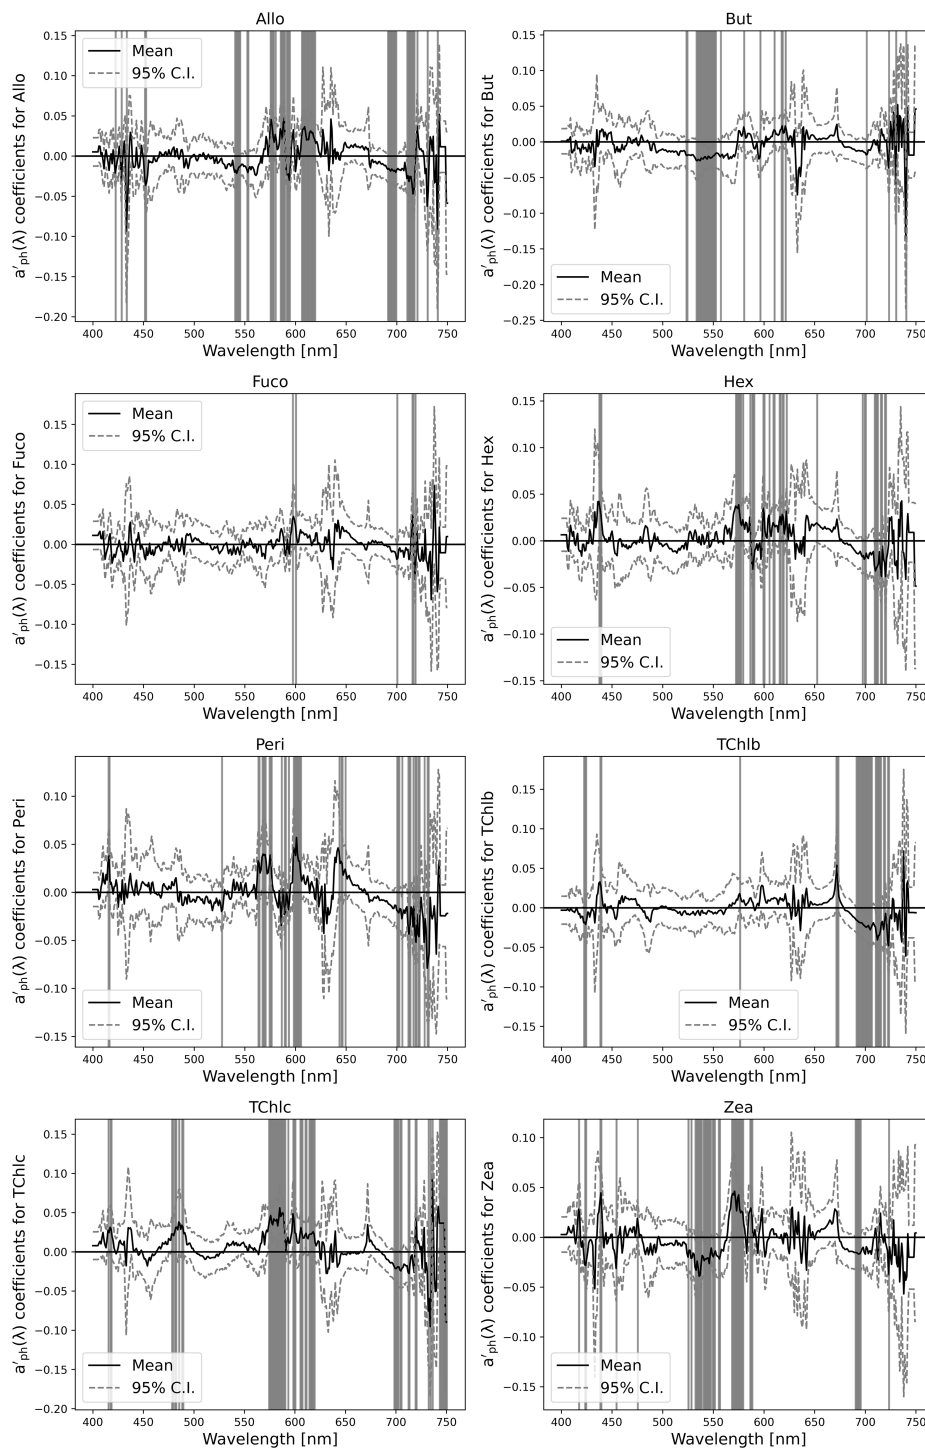 Allo
a′ph(λ) coefficients for Allo
0.15
0.10
0.05
0.00
−0.05
−0.10
−0.15
−0.20
Mean
95% C.I.
400 450 500 550 600 650 700 750
Wavelength [nm]
But
a′ph(λ) coefficients for But
0.15
0.10
0.05
0.00
−0.05
−0.10
−0.15
−0.20
−0.25
Mean
95% C.I.
400 450 500 550 600 650 700 750
Wavelength [nm]
Fuco
a′ph(λ) coefficients for Fuco
0.15
0.10
0.05
0.00
−0.05
−0.10
−0.15
Mean
95% C.I.
400 450 500 550 600 650 700 750
Wavelength [nm]
Hex
a′ph(λ) coefficients for Hex
0.15
0.10
0.05
0.00
−0.05
−0.10
−0.15
Mean
95% C.I.
400 450 500 550 600 650 700 750
Wavelength [nm]
Peri
a′ph(λ) coefficients for Peri
0.10
0.05
0.00
−0.05
−0.10
−0.15
Mean
95% C.I.
400 450 500 550 600 650 700 750
Wavelength [nm]
TChlb
a′ph(λ) coefficients for TChlb
0.15
0.10
0.05
0.00
−0.05
−0.10
−0.15
Mean
95% C.I.
400 450 500 550 600 650 700 750
Wavelength [nm]
TChlc
a′ph(λ) coefficients for TChlc
0.15
0.10
0.05
0.00
−0.05
−0.10
−0.15
−0.20
Mean
95% C.I.
400 450 500 550 600 650 700 750
Wavelength [nm]
Zea
a′ph(λ) coefficients for Zea
0.10
0.05
0.00
−0.05
−0.10
−0.15
Mean
95% C.I.
400 450 500 550 600 650 700 750
Wavelength [nm]